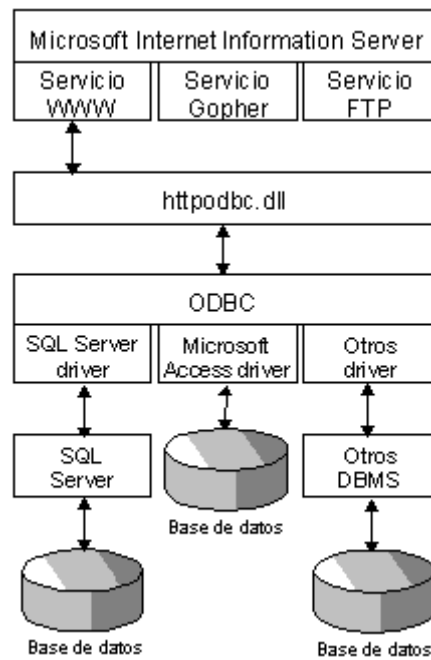 Microsoft Internet Information Server
Servicio
WWW
Servicio
Gopher
Servicio
FTP
httpodbc.dll
ODBC
SQL Server
driver
Microsoft
Access driver
Otros
driver
SQL
Server
Otros
DBMS
Base de datos
Base de datos
Base de datos